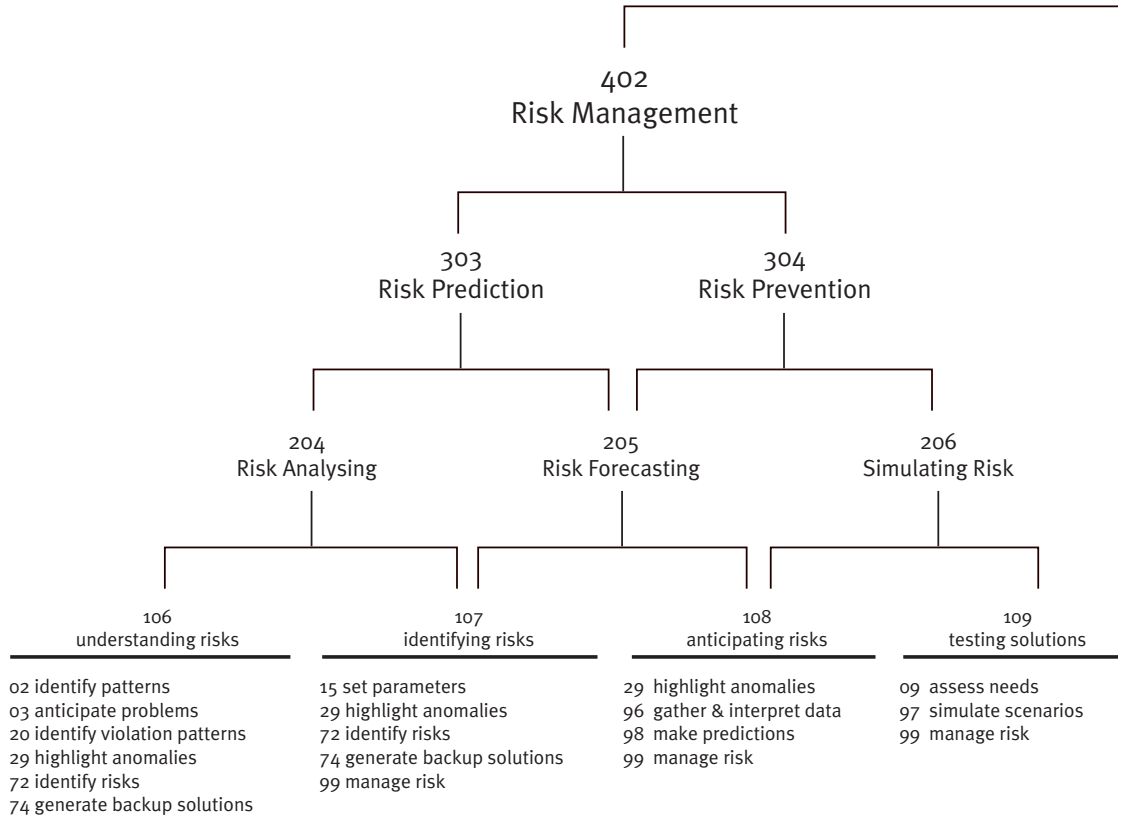 402
Risk Management
303
Risk Prediction
304
Risk Prevention
204
Risk Analysing
205
Risk Forecasting
206
Simulating Risk
106
understanding risks
107
identifying risks
108
anticipating risks
109
testing solutions
02 identify patterns
03 anticipate problems
20 identify violation patterns
29 highlight anomalies
72 identify risks
74 generate backup solutions
15 set parameters
29 highlight anomalies
72 identify risks
74 generate backup solutions
99 manage risk
29 highlight anomalies
96 gather & interpret data
98 make predictions
99 manage risk
09 assess needs
97 simulate scenarios
99 manage risk